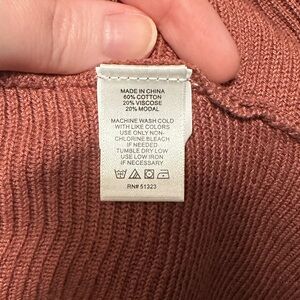 MADE IN CHINA
60% COTTON
20% VISCOSE
20% MODAL
MACHINE WASH COLD
WITH LIKE COLORS
USE ONLY NON-
CHLORINE BLEACH
IF NEEDED
TUMBLE DRY LOW
USE LOW IRON
IF NECESSARY
RN# 51323